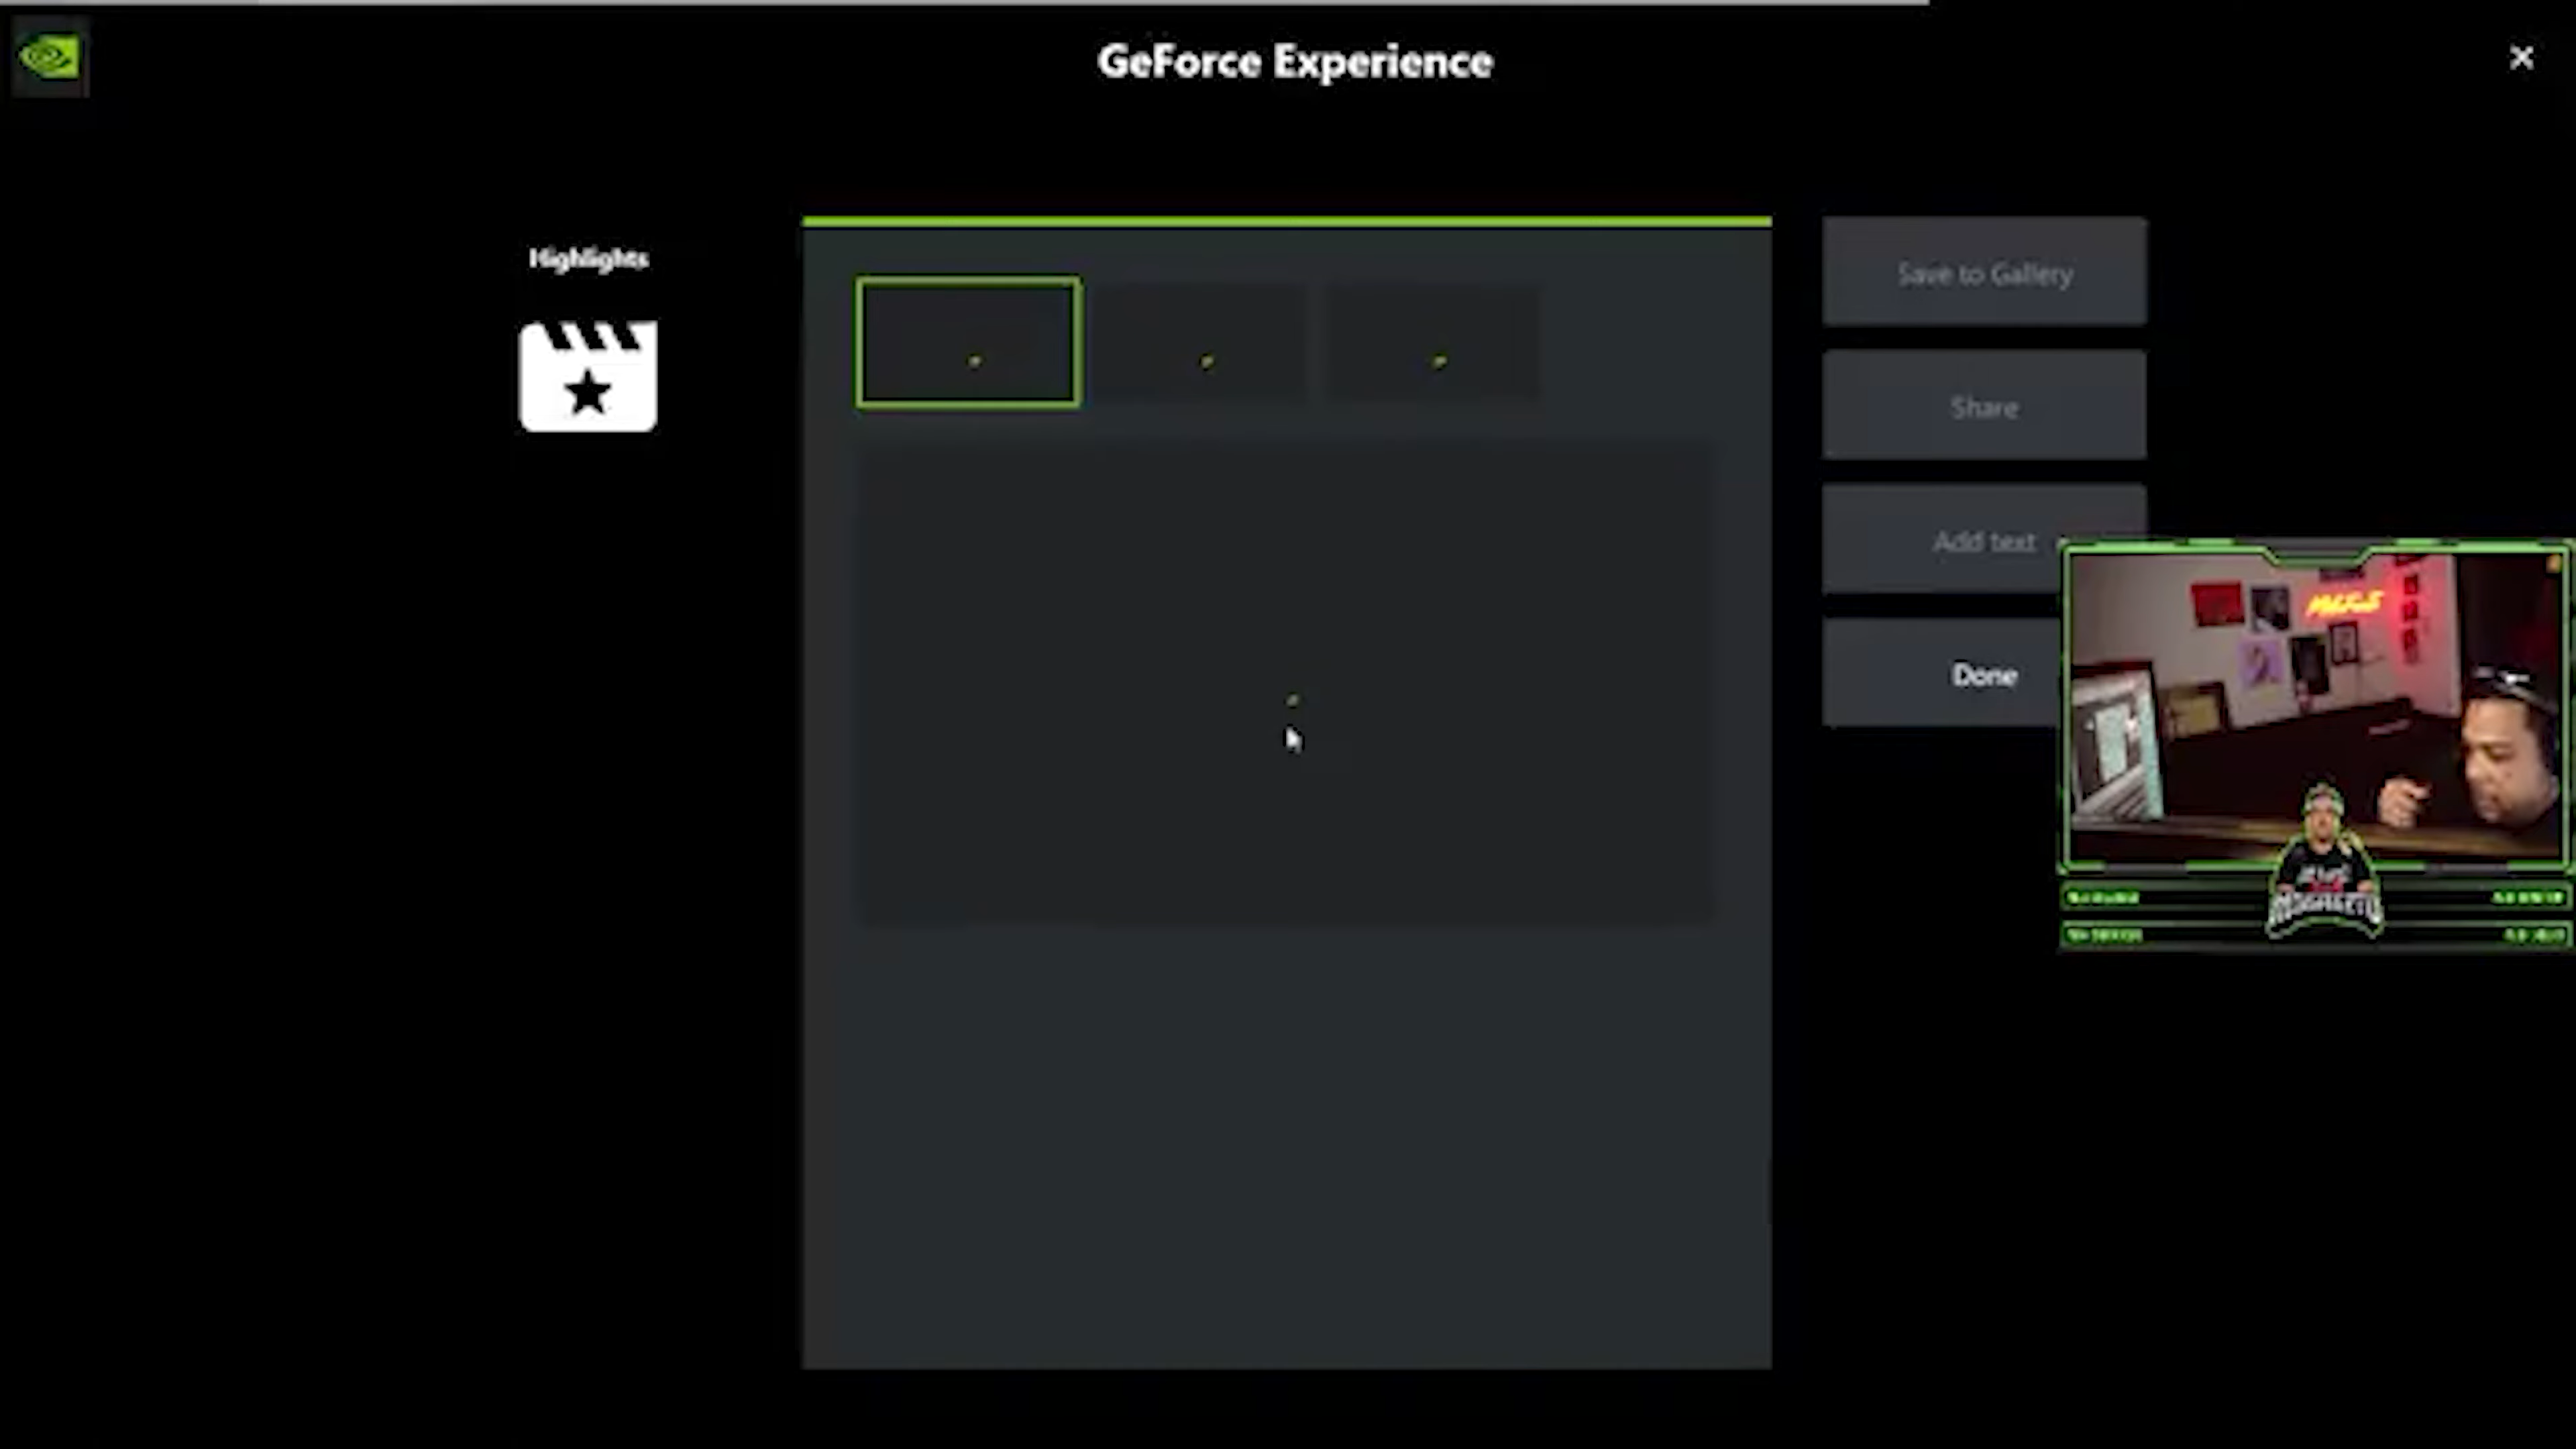 GeForce Experience
Highlights
Save to Gallery
Share
Add text
Done